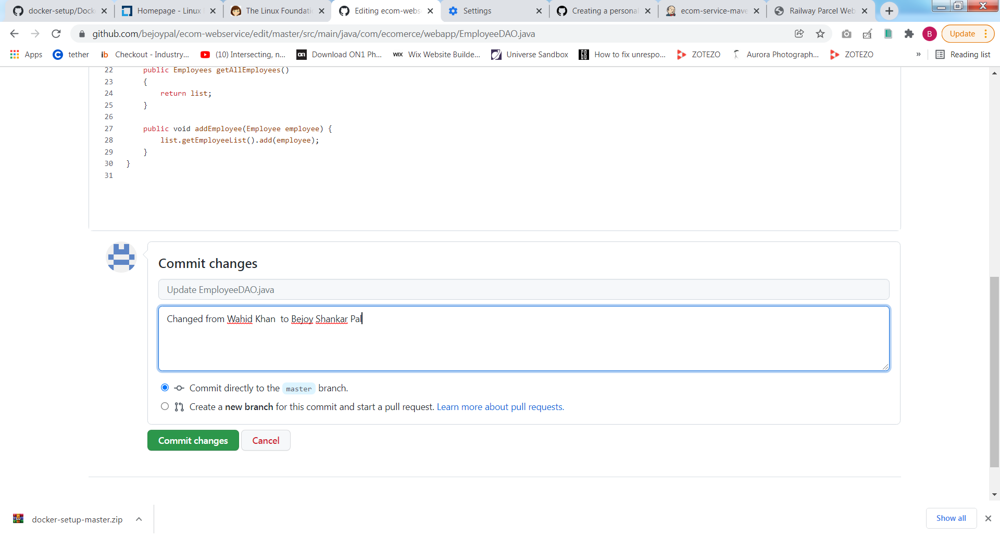 docker-setup/Dock
Homepage - Linux
The Linux Foundati
Editing ecom-webs
Settings
Creating a personal
ecom-service-mave
Railway Parcel Web
github.com/bejoypal/ecom-webservice/edit/master/src/main/java/com/ecomerce/webapp/EmployeeDAO.java
B
Update
Apps
tether
ib Checkout - Industry...
(10) Intersecting, n...
on Download ON1 Ph...
WIX Wix Website Builde...
Universe Sandbox
How to fix unrespo...
ZOTEZO
Aurora Photograph...
ZOTEZO
»
Reading list
22 public Employees getAllEmployees()
23 {
24 return list;
25 }
26
27 public void addEmployee(Employee employee) {
28 list.getEmployeeList().add(employee);
29 }
30 }
31
Commit changes
Update EmployeeDAO.java
Changed from Wahid Khan  to Bejoy Shankar Pal
Commit directly to the master branch.
Create a new branch for this commit and start a pull request. Learn more about pull requests.
Commit changes
Cancel
docker-setup-master.zip
Show all